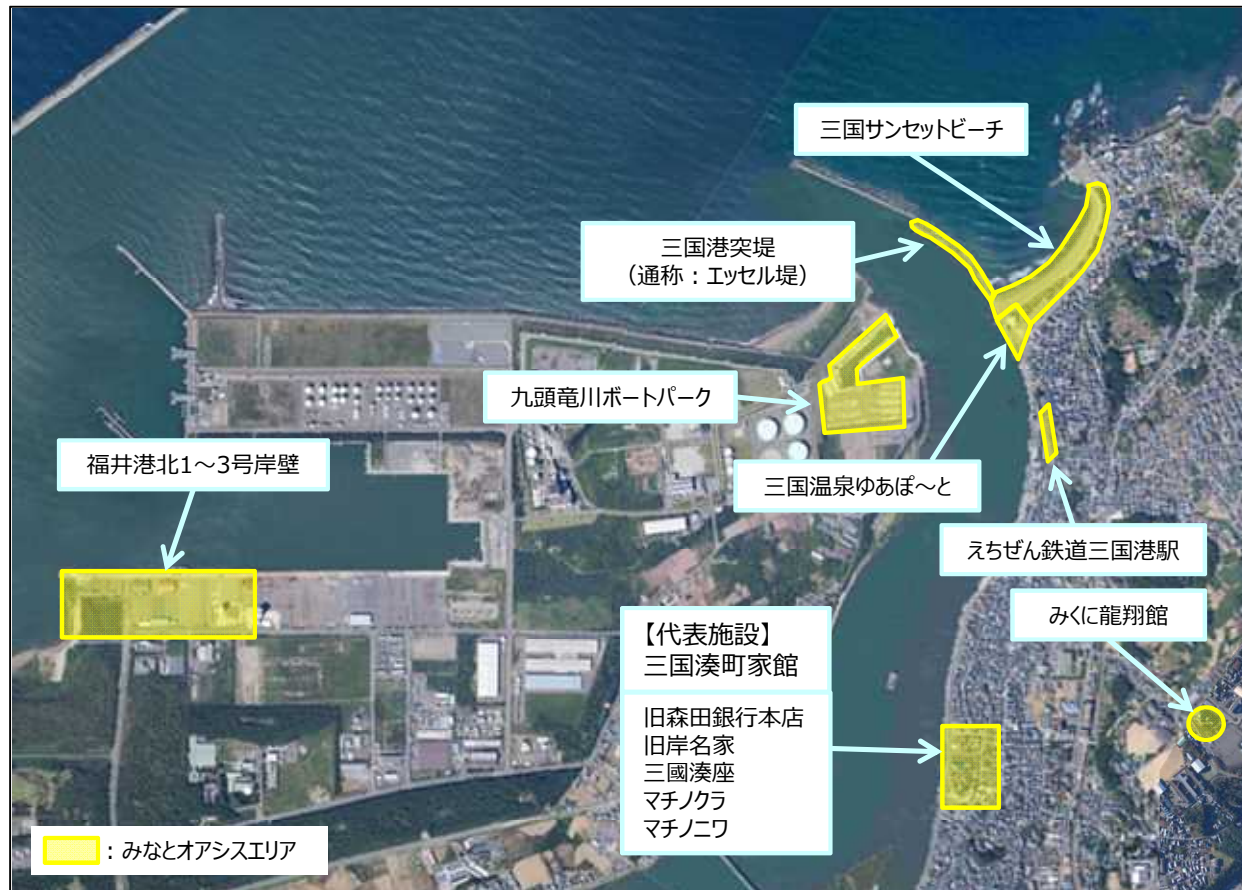 三国サンセットビーチ
三国港突堤
（通称：エッセル堤）
九頭竜川ボートパーク
福井港北1～3号岸壁
三国温泉ゆあぽ～と
えちぜん鉄道三国港駅
みくに龍翔館
【代表施設】
三国湊町家館
旧森田銀行本店
旧岸名家
三國湊座
マチノクラ
マチノニワ
：みなとオアシスエリア